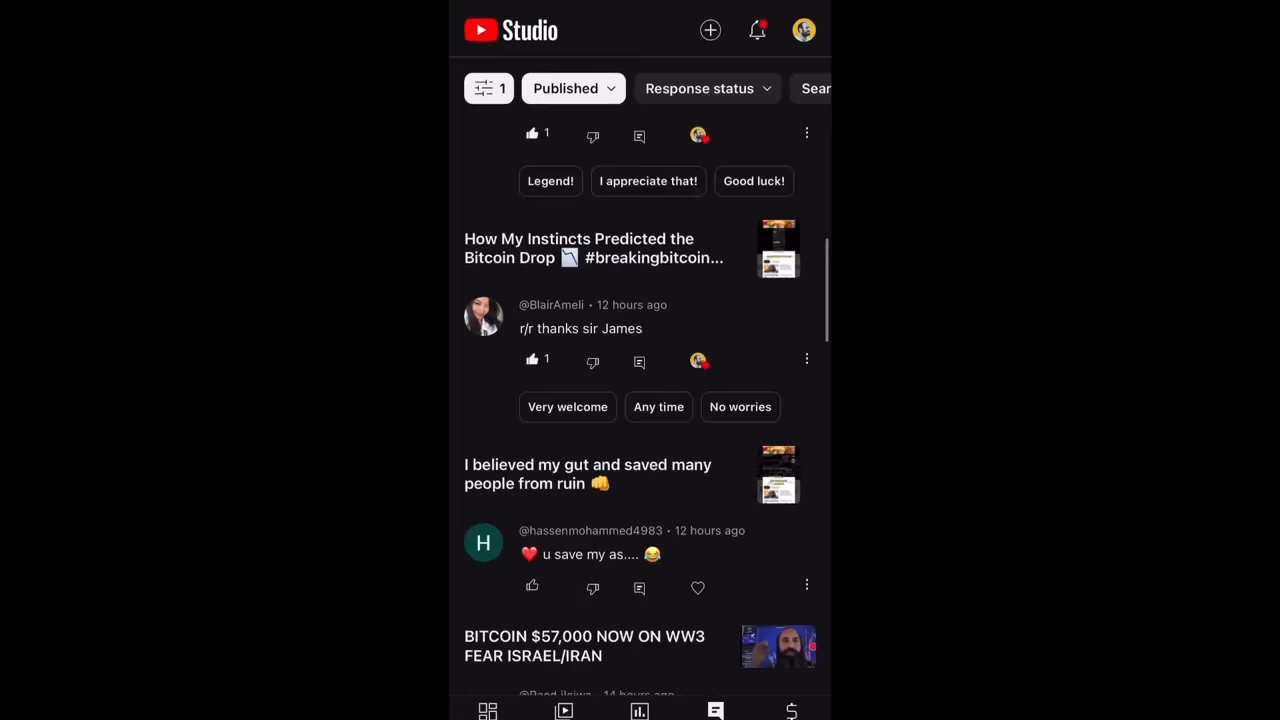 Studio
1 Published Response status Sear
1
Legend! I appreciate that! Good luck!
How My Instincts Predicted the
Bitcoin Drop 📉 #breakingbitcoin...
@BlairAmeli • 12 hours ago
r/r thanks sir James
1
Very welcome Any time No worries
I believed my gut and saved many
people from ruin 👊
H
@hassenmohammed4983 • 12 hours ago
❤️ u save my as.... 😂
BITCOIN $57,000 NOW ON WW3
FEAR ISRAEL/IRAN
14 hours ago